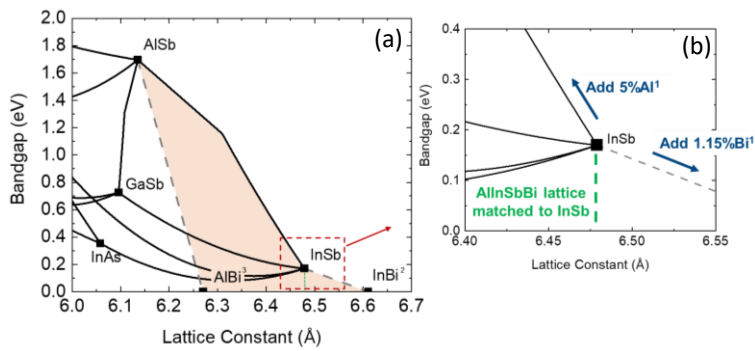 (a)
2.0
1.8
1.6
1.4
1.2
1.0
0.8
0.6
0.4
0.2
0.0
Bandgap (eV)
AlSb
GaSb
InAs
AlBi³
InSb
InBi²
6.0 6.1 6.2 6.3 6.4 6.5 6.6 6.7
Lattice Constant (Å)
(b)
0.4
0.3
0.2
0.1
0.0
Bandgap (eV)
Add 5%Al¹
InSb
Add 1.15%Bi¹
AlInSbBi lattice
matched to InSb
6.40 6.45 6.50 6.55
Lattice Constant (Å)